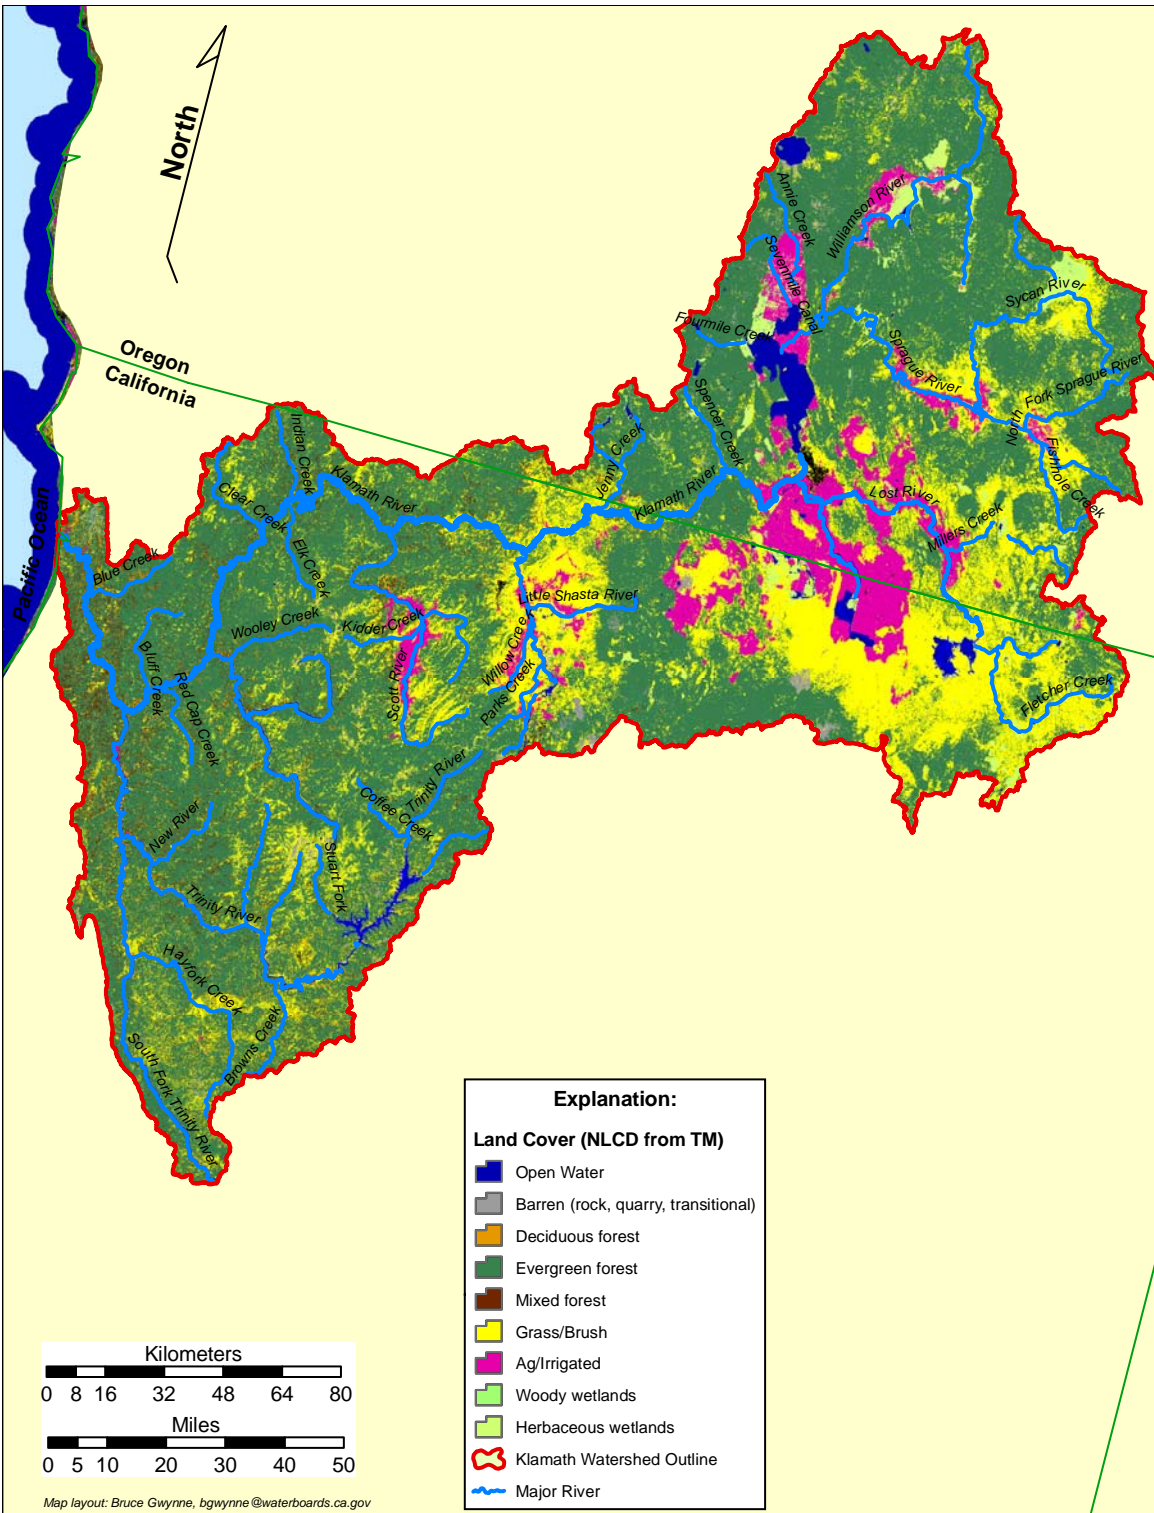 North
Oregon
California
Pacific Ocean
Annie Creek
Williamson River
Sevenmile Canal
Fourmile Creek
Sycan River
Sprague River
North Fork Sprague River
Fishhole Creek
Spencer Creek
Jenny Creek
Klamath River
Lost River
Millers Creek
Indian Creek
Klamath River
Clear Creek
Elk Creek
Blue Creek
Little Shasta River
Wooley Creek
Kidder Creek
Willow Creek
Bluff Creek
Red Cap Creek
Scott River
Parks Creek
Fletcher Creek
Trinity River
Coffee Creek
New River
Stuart Fork
Trinity River
Hayfork Creek
Browns Creek
South Fork Trinity River
Explanation:
Land Cover (NLCD from TM)
Open Water
Barren (rock, quarry, transitional)
Deciduous forest
Evergreen forest
Mixed forest
Grass/Brush
Ag/Irrigated
Woody wetlands
Herbaceous wetlands
Klamath Watershed Outline
Major River
Kilometers
0 8 16 32 48 64 80
Miles
0 5 10 20 30 40 50
Map layout: Bruce Gwynne, bgwynne@waterboards.ca.gov